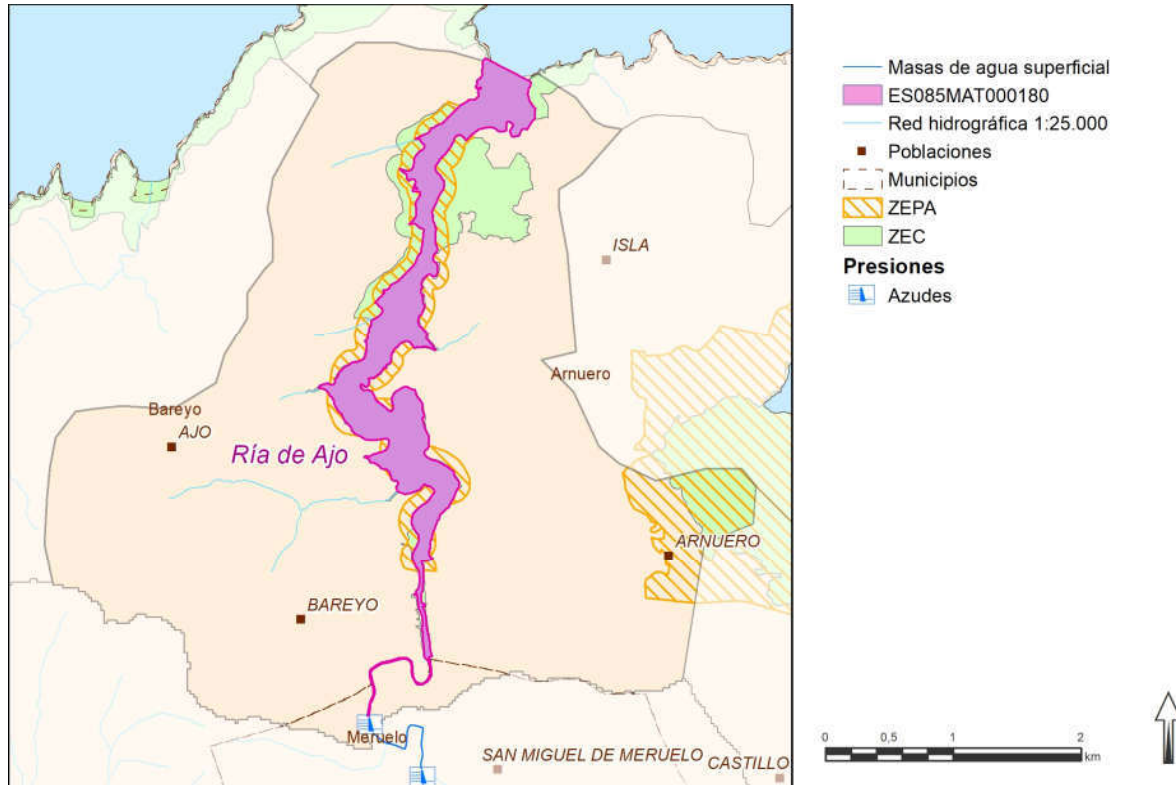 ISLA
Arnuero
Bareyo
AJO
Ría de Ajo
ARNUERO
BAREYO
Meruelo
SAN MIGUEL DE MERUELO
CASTILLO
Masas de agua superficial
ES085MAT000180
Red hidrográfica 1:25.000
Poblaciones
Municipios
ZEPA
ZEC
Presiones
Azudes
0 0,5 1 2
km